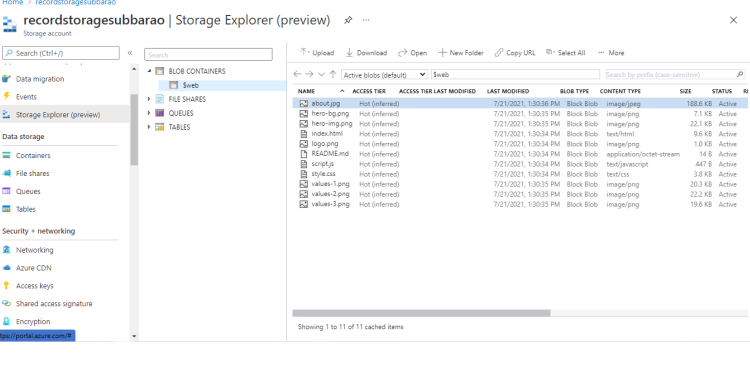 Home > recordstoragesubbarao
recordstoragesubbarao | Storage Explorer (preview)
Storage account
Search (Ctrl+/)
Data migration
Events
Storage Explorer (preview)
Data storage
Containers
File shares
Queues
Tables
Security + networking
Networking
Azure CDN
Access keys
Shared access signature
Encryption
tps://portal.azure.com/#
Search
BLOB CONTAINERS
$web
FILE SHARES
QUEUES
TABLES
Upload Download Open New Folder Copy URL Select All More
Active blobs (default) $web Search by prefix (case-sensitive)
NAME ACCESS TIER ACCESS TIER LAST MODIFIED LAST MODIFIED BLOB TYPE CONTENT TYPE SIZE STATUS R
about.jpg Hot (inferred) 7/21/2021, 1:30:36 PM Block Blob image/jpeg 188.6 KB Active
hero-bg.png Hot (inferred) 7/21/2021, 1:30:35 PM Block Blob image/png 7.1 KB Active
hero-img.png Hot (inferred) 7/21/2021, 1:30:35 PM Block Blob image/png 22.1 KB Active
index.html Hot (inferred) 7/21/2021, 1:30:36 PM Block Blob text/html 9.6 KB Active
logo.png Hot (inferred) 7/21/2021, 1:30:36 PM Block Blob image/png 1.0 KB Active
README.md Hot (inferred) 7/21/2021, 1:30:36 PM Block Blob application/octet-stream 14 B Active
script.js Hot (inferred) 7/21/2021, 1:30:35 PM Block Blob text/javascript 447 B Active
style.css Hot (inferred) 7/21/2021, 1:30:36 PM Block Blob text/css 3.8 KB Active
values-1.png Hot (inferred) 7/21/2021, 1:30:35 PM Block Blob image/png 20.3 KB Active
values-2.png Hot (inferred) 7/21/2021, 1:30:35 PM Block Blob image/png 22.2 KB Active
values-3.png Hot (inferred) 7/21/2021, 1:30:35 PM Block Blob image/png 19.6 KB Active
Showing 1 to 11 of 11 cached items